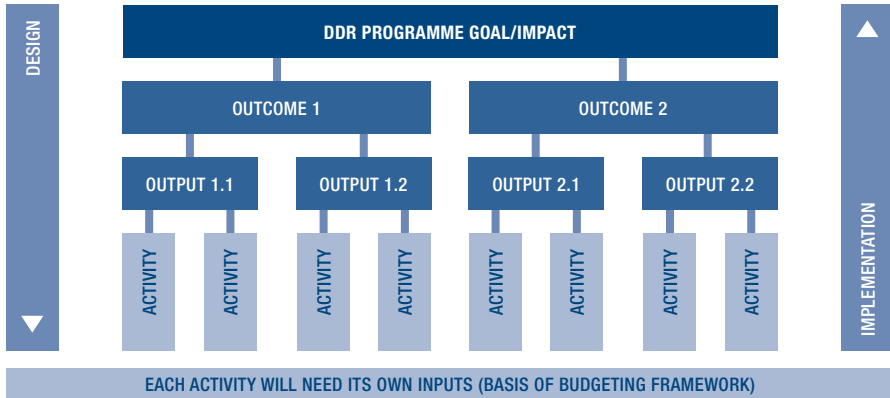 DESIGN
DDR PROGRAMME GOAL/IMPACT
OUTCOME 1
OUTCOME 2
OUTPUT 1.1
OUTPUT 1.2
OUTPUT 2.1
OUTPUT 2.2
ACTIVITY
ACTIVITY
ACTIVITY
ACTIVITY
ACTIVITY
ACTIVITY
ACTIVITY
ACTIVITY
IMPLEMENTATION
EACH ACTIVITY WILL NEED ITS OWN INPUTS (BASIS OF BUDGETING FRAMEWORK)